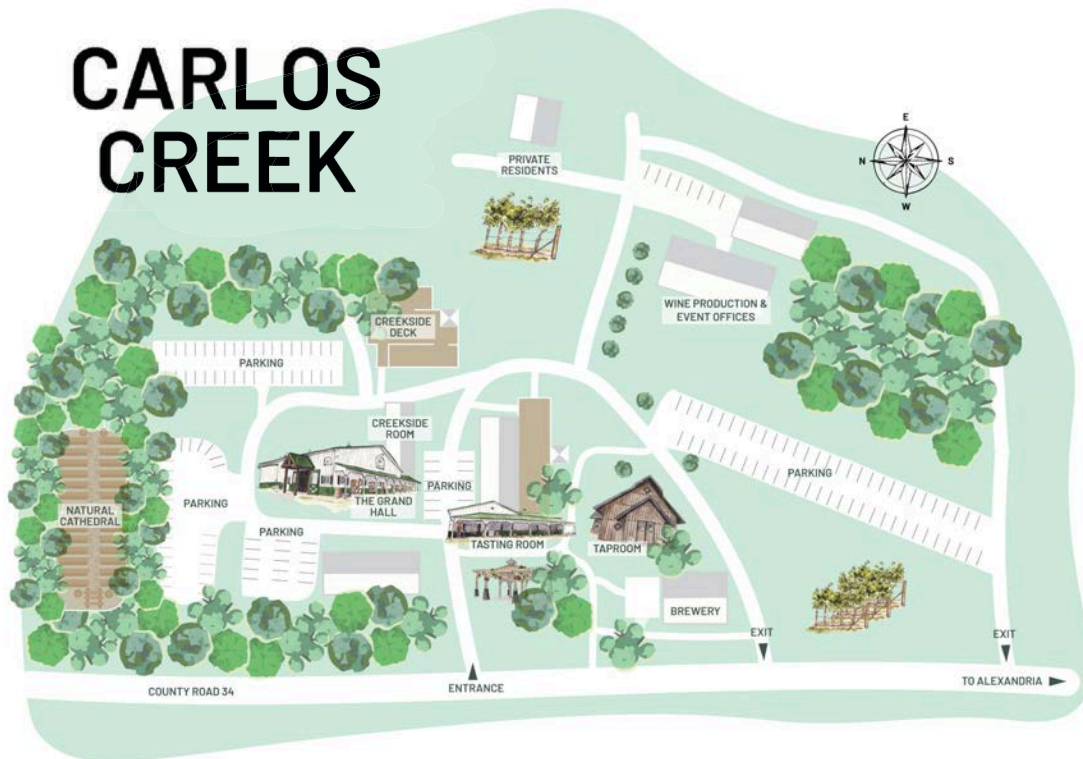 CARLOS
CREEK
E
N
S
W
PRIVATE
RESIDENTS
WINE PRODUCTION &
EVENT OFFICES
CREEKSIDE
DECK
PARKING
CREEKSIDE
ROOM
PARKING
PARKING
THE GRAND
HALL
PARKING
NATURAL
CATHEDRAL
PARKING
TASTING ROOM
TAPROOM
BREWERY
EXIT
EXIT
COUNTY ROAD 34
ENTRANCE
TO ALEXANDRIA